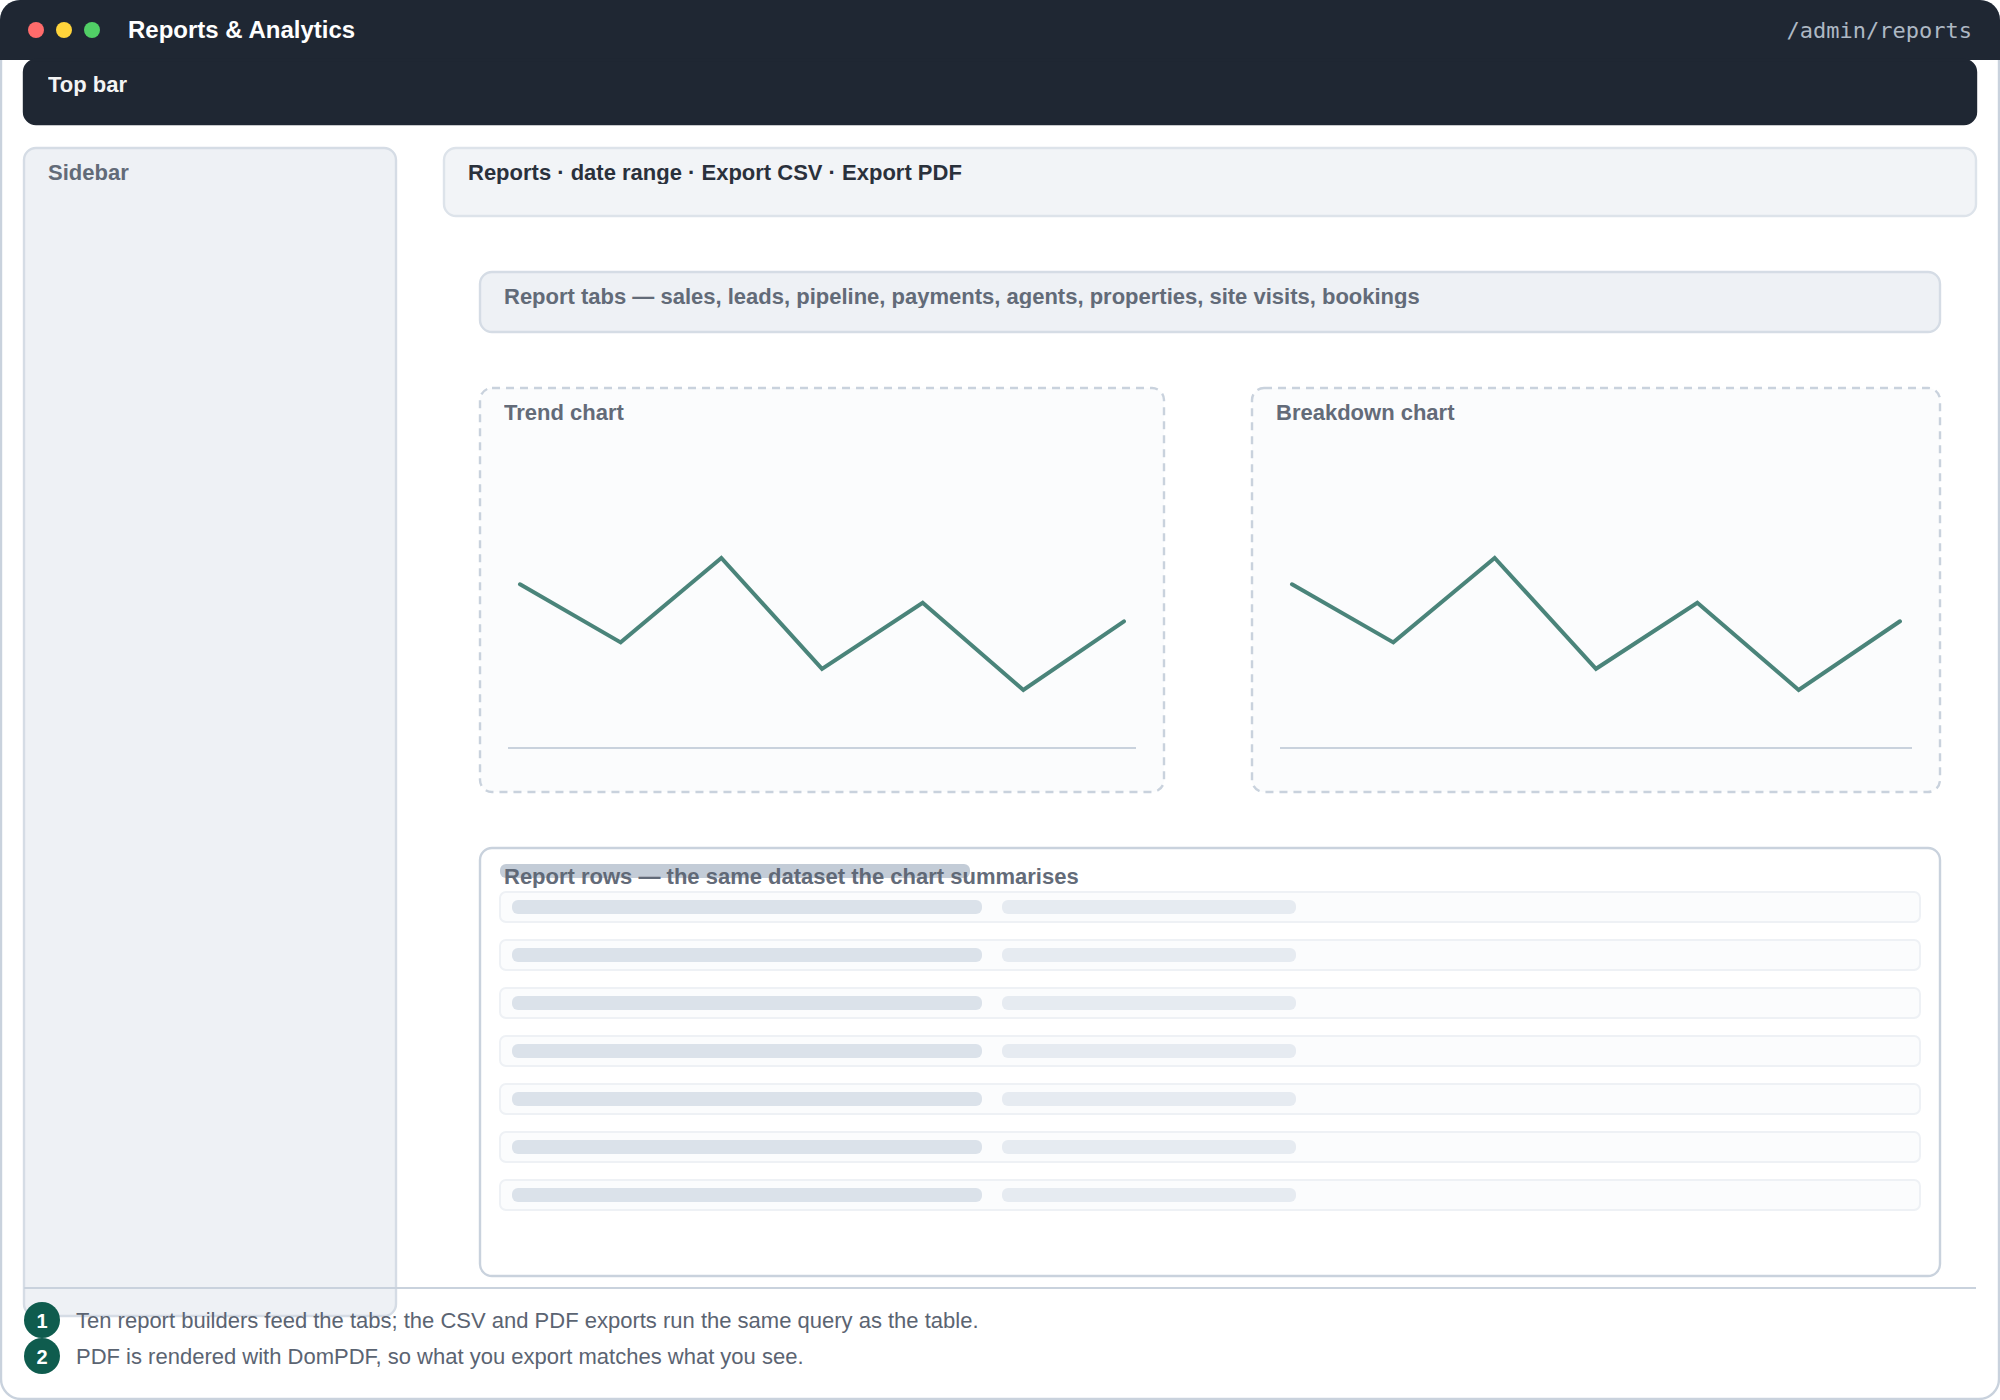 Reports & Analytics
/admin/reports
Top bar
Sidebar
Reports · date range · Export CSV · Export PDF
Report tabs — sales, leads, pipeline, payments, agents, properties, site visits, bookings
Trend chart
Breakdown chart
Report rows — the same dataset the chart summarises
1 Ten report builders feed the tabs; the CSV and PDF exports run the same query as the table.
2 PDF is rendered with DomPDF, so what you export matches what you see.